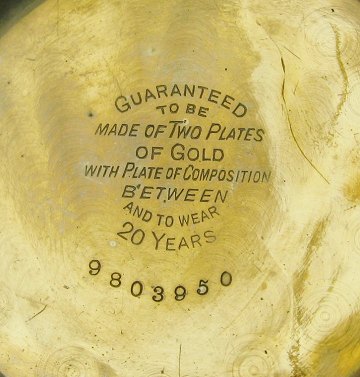 GUARANTEED
TO BE
MADE OF TWO PLATES
OF GOLD
WITH PLATE OF COMPOSITION
BETWEEN
AND TO WEAR
20 YEARS
9803950